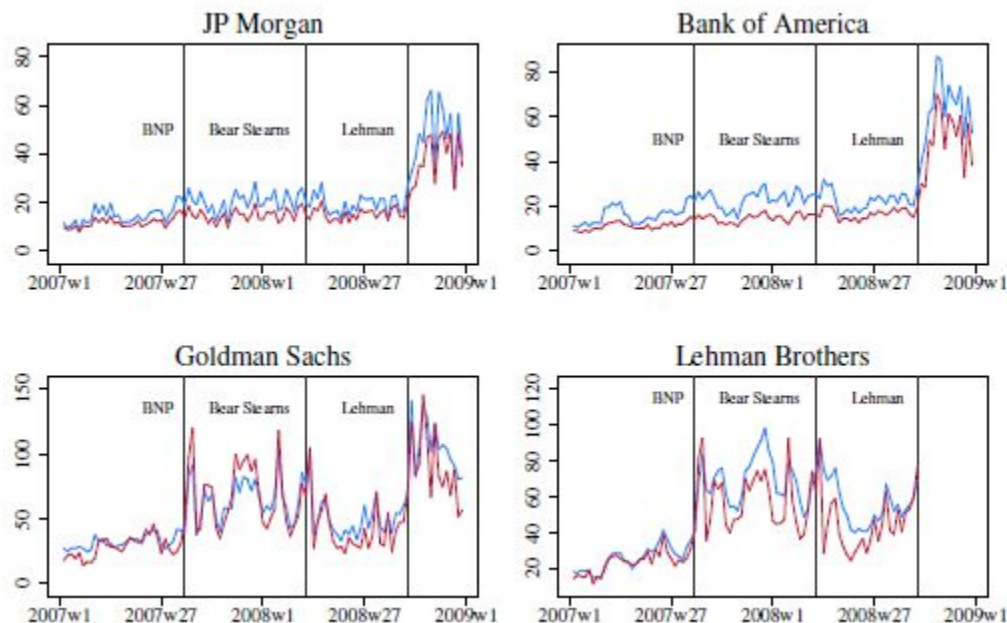 JP Morgan
80
60
40
20
0
BNP
Bear Stearns
Lehman
2007w1
2007w27
2008w1
2008w27
2009w1
Bank of America
80
60
40
20
0
BNP
Bear Stearns
Lehman
2007w1
2007w27
2008w1
2008w27
2009w1
Goldman Sachs
150
100
50
0
BNP
Bear Stearns
Lehman
2007w1
2007w27
2008w1
2008w27
2009w1
Lehman Brothers
120
100
80
60
40
20
BNP
Bear Stearns
Lehman
2007w1
2007w27
2008w1
2008w27
2009w1